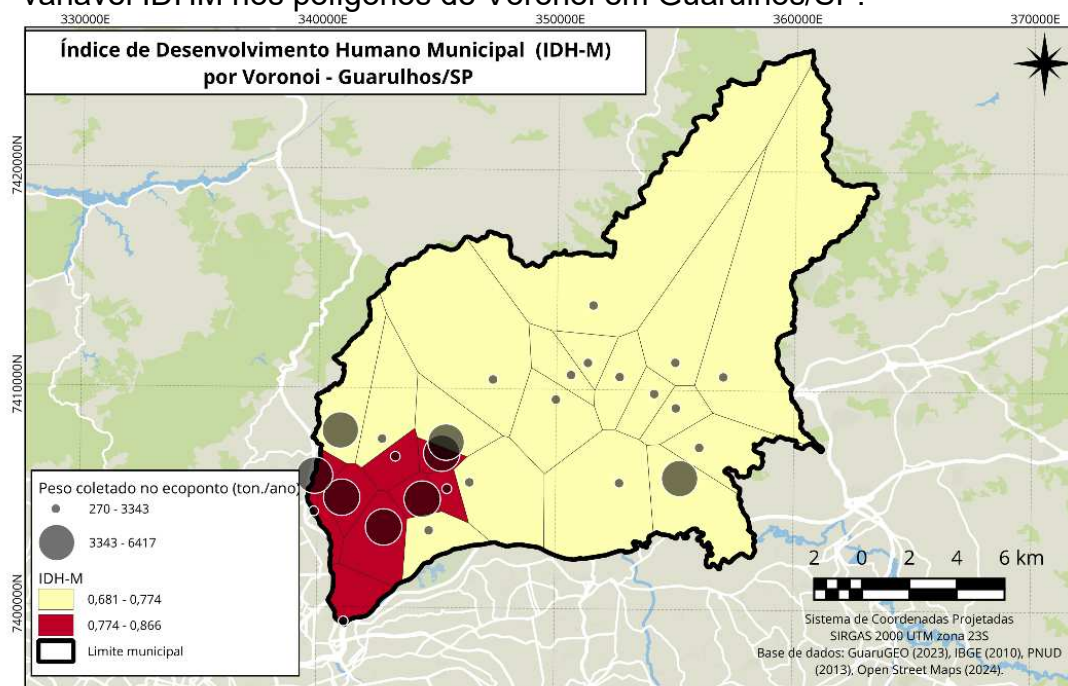 variável IDHM nos polígonos de Voronoi em Guarulhos/SP.
330000E 340000E 350000E 360000E 370000E
Índice de Desenvolvimento Humano Municipal (IDH-M)
por Voronoi - Guarulhos/SP
7420000N
7410000N
7400000N
Peso coletado no ecoponto (ton./ano)
270 - 3343
3343 - 6417
IDH-M
0,681 - 0,774
0,774 - 0,866
Limite municipal
2 0 2 4 6 km
Sistema de Coordenadas Projetadas
SIRGAS 2000 UTM zona 23S
Base de dados: GuaruGEO (2023), IBGE (2010), PNUD
(2013), Open Street Maps (2024).